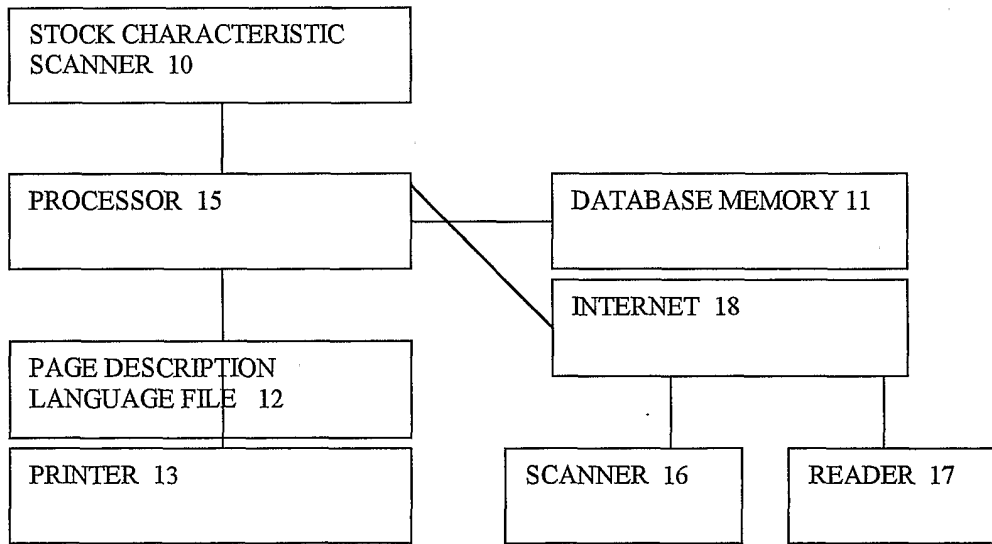 STOCK CHARACTERISTIC
SCANNER 10
PROCESSOR 15
DATABASE MEMORY 11
INTERNET 18
PAGE DESCRIPTION
LANGUAGE FILE 12
PRINTER 13
SCANNER 16
READER 17